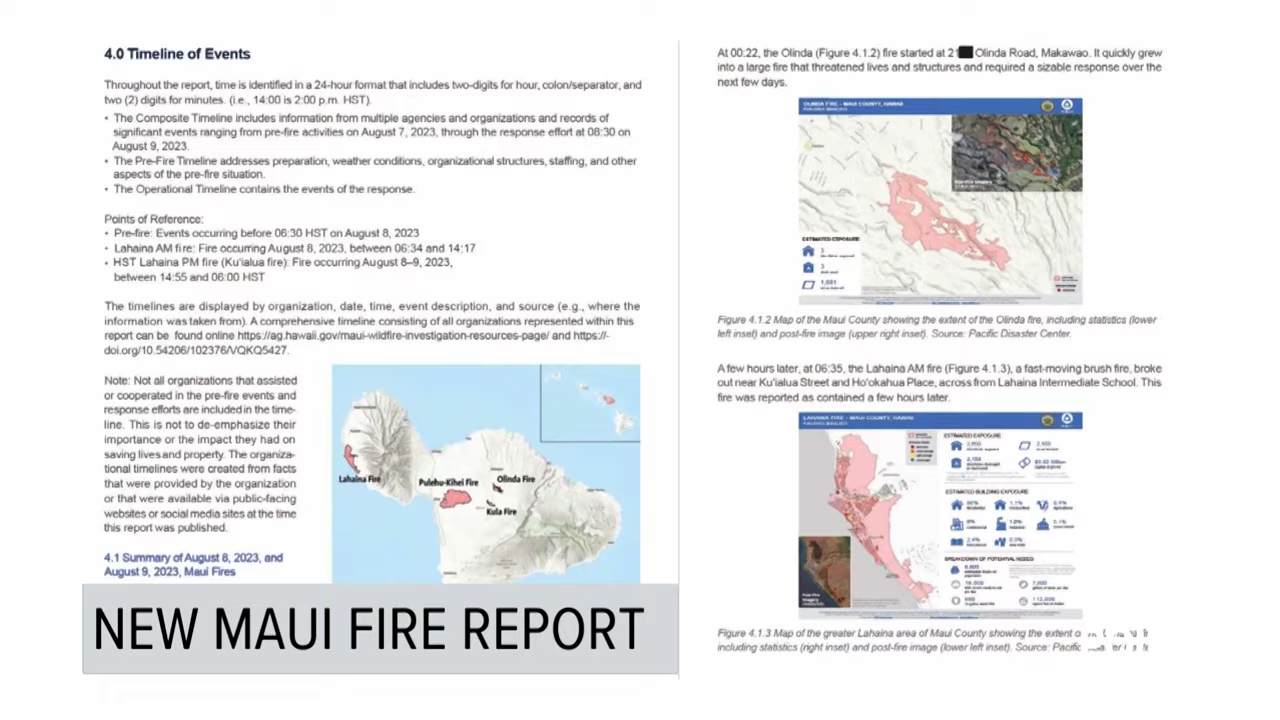 4.0 Timeline of Events
Throughout the report, time is identified in a 24-hour format that includes two-digits for hour, colon/separator, and
two (2) digits for minutes. (i.e., 14:00 is 2:00 p.m. HST).
• The Composite Timeline includes information from multiple agencies and organizations and records of
significant events ranging from pre-fire activities on August 7, 2023, through the response effort at 08:30 on
August 9, 2023.
• The Pre-Fire Timeline addresses preparation, weather conditions, organizational structures, staffing, and other
aspects of the pre-fire situation.
• The Operational Timeline contains the events of the response.
Points of Reference:
• Pre-fire: Events occurring before 06:30 HST on August 8, 2023
• Lahaina AM fire: Fire occurring August 8, 2023, between 06:34 and 14:17
• HST Lahaina PM fire (Ku'ialua fire): Fire occurring August 8–9, 2023,
between 14:55 and 06:00 HST
The timelines are displayed by organization, date, time, event description, and source (e.g., where the
information was taken from). A comprehensive timeline consisting of all organizations represented within this
report can be found online https://ag.hawaii.gov/maui-wildfire-investigation-resources-page/ and https://-
doi.org/10.54206/102376/VQKQ5427.
Note: Not all organizations that assisted
or cooperated in the pre-fire events and
response efforts are included in the time-
line. This is not to de-emphasize their
importance or the impact they had on
saving lives and property. The organiza-
tional timelines were created from facts
that were provided by the organization
or that were available via public-facing
websites or social media sites at the time
this report was published.
Lahaina Fire
Pulehu-Kihei Fire
Olinda Fire
Kula Fire
4.1 Summary of August 8, 2023, and
August 9, 2023, Maui Fires
NEW MAUI FIRE REPORT
At 00:22, the Olinda (Figure 4.1.2) fire started at 2 Olinda Road, Makawao. It quickly grew
into a large fire that threatened lives and structures and required a sizable response over the
next few days.
OLINDA FIRE - MAUI COUNTY, HAWAII
ESTIMATED EXPOSURE
3
3
1,081
Figure 4.1.2 Map of the Maui County showing the extent of the Olinda fire, including statistics (lower
left inset) and post-fire image (upper right inset). Source: Pacific Disaster Center.
A few hours later, at 06:35, the Lahaina AM fire (Figure 4.1.3), a fast-moving brush fire, broke
out near Ku'ialua Street and Ho'okahua Place, across from Lahaina Intermediate School. This
fire was reported as contained a few hours later.
LAHAINA FIRE - MAUI COUNTY, HAWAII
ESTIMATED EXPOSURE
ESTIMATED BUILDING EXPOSURE
BREAKDOWN OF POTENTIAL NEEDS
Figure 4.1.3 Map of the greater Lahaina area of Maui County showing the extent o
including statistics (right inset) and post-fire image (lower left inset). Source: Pacific